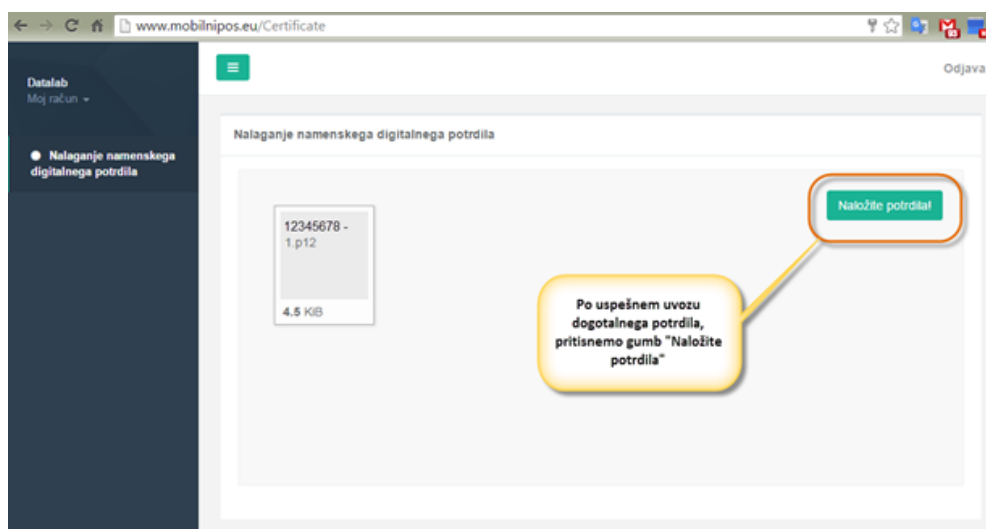 www.mobilnipos.eu/Certificate
Odjava
Datalab
Moj račun
Nalaganje namenskega digitalnega potrdila
Nalaganje namenskega
digitalnega potrdila
Naložite potrdila!
12345678 -
1.p12
4.5 KiB
Po uspešnem uvozu
dogotalnega potrdila,
pritisnemo gumb "Naložite
potrdila"